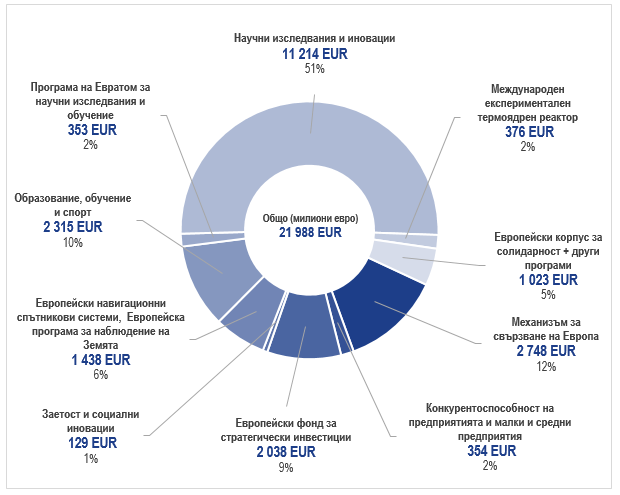 Научни изследвания и иновации
11 214 EUR
51%
Програма на Евратом за
научни изследвания и
обучение
353 EUR
2%
Международен
експериментален
термоядрен реактор
376 EUR
2%
Образование, обучение
и спорт
2 315 EUR
10%
Общо (милиони евро)
21 988 EUR
Европейски корпус за
солидарност + други
програми
1 023 EUR
5%
Европейски навигационни
спътникови системи, Европейска
програма за наблюдение на
Земята
1 438 EUR
6%
Механизъм за
свързване на Европа
2 748 EUR
12%
Заетост и социални
иновации
129 EUR
1%
Европейски фонд за
стратегически инвестиции
2 038 EUR
9%
Конкурентоспособност на
предприятията и малки и средни
предприятия
354 EUR
2%